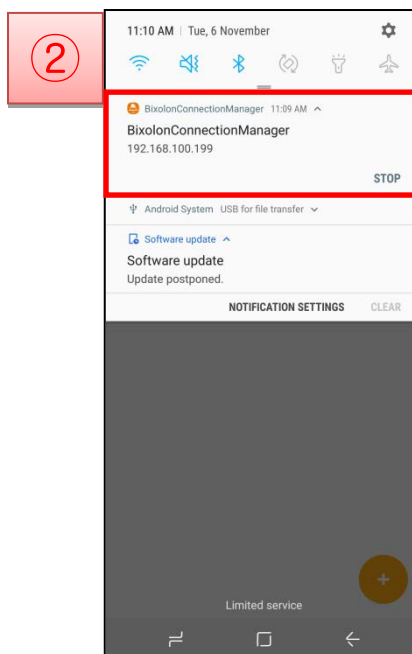 ②
11:10 AM | Tue, 6 November
BixolonConnectionManager 11:09 AM
BixolonConnectionManager
192.168.100.199
STOP
Android System USB for file transfer
Software update
Software update
Update postponed.
NOTIFICATION SETTINGS CLEAR
+
Limited service